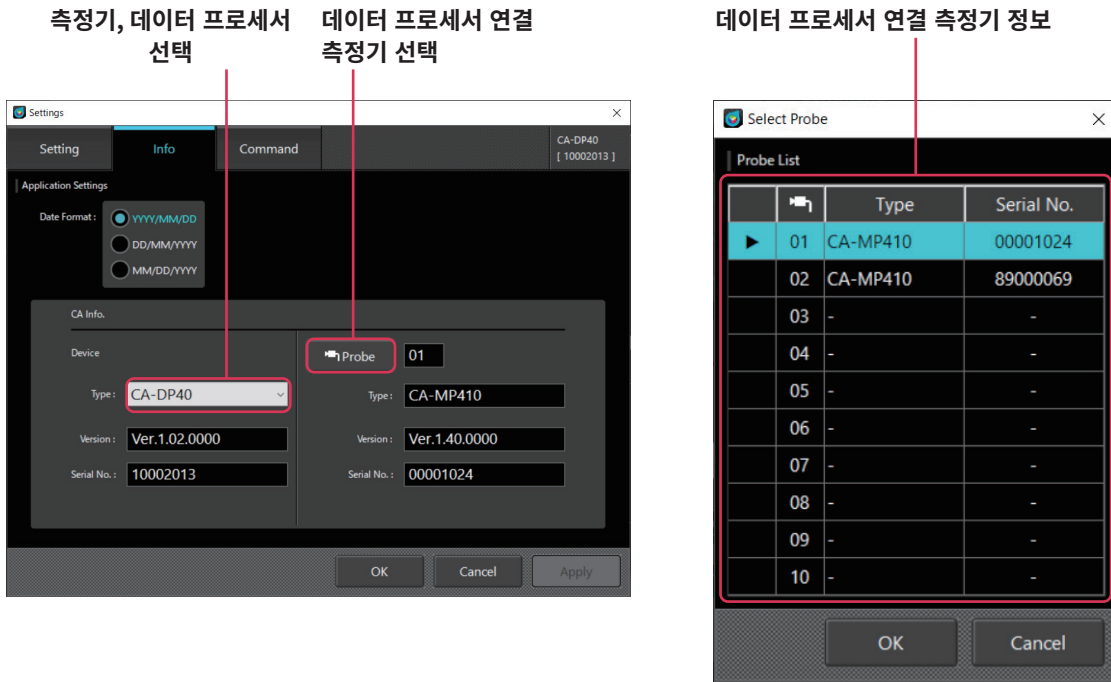 측정기, 데이터 프로세서
선택
데이터 프로세서 연결
측정기 선택
데이터 프로세서 연결 측정기 정보
Settings
Setting
Info
Command
CA-DP40
[ 10002013 ]
Application Settings
Date Format :
YYYY/MM/DD
DD/MM/YYYY
MM/DD/YYYY
CA Info.
Device
Type :
CA-DP40
Version :
Ver.1.02.0000
Serial No. :
10002013
Probe
01
Type :
CA-MP410
Version :
Ver.1.40.0000
Serial No. :
00001024
OK
Cancel
Apply
Select Probe
Probe List
Type Serial No.
01 CA-MP410 00001024
02 CA-MP410 89000069
03 - -
04 - -
05 - -
06 - -
07 - -
08 - -
09 - -
10 - -
OK
Cancel